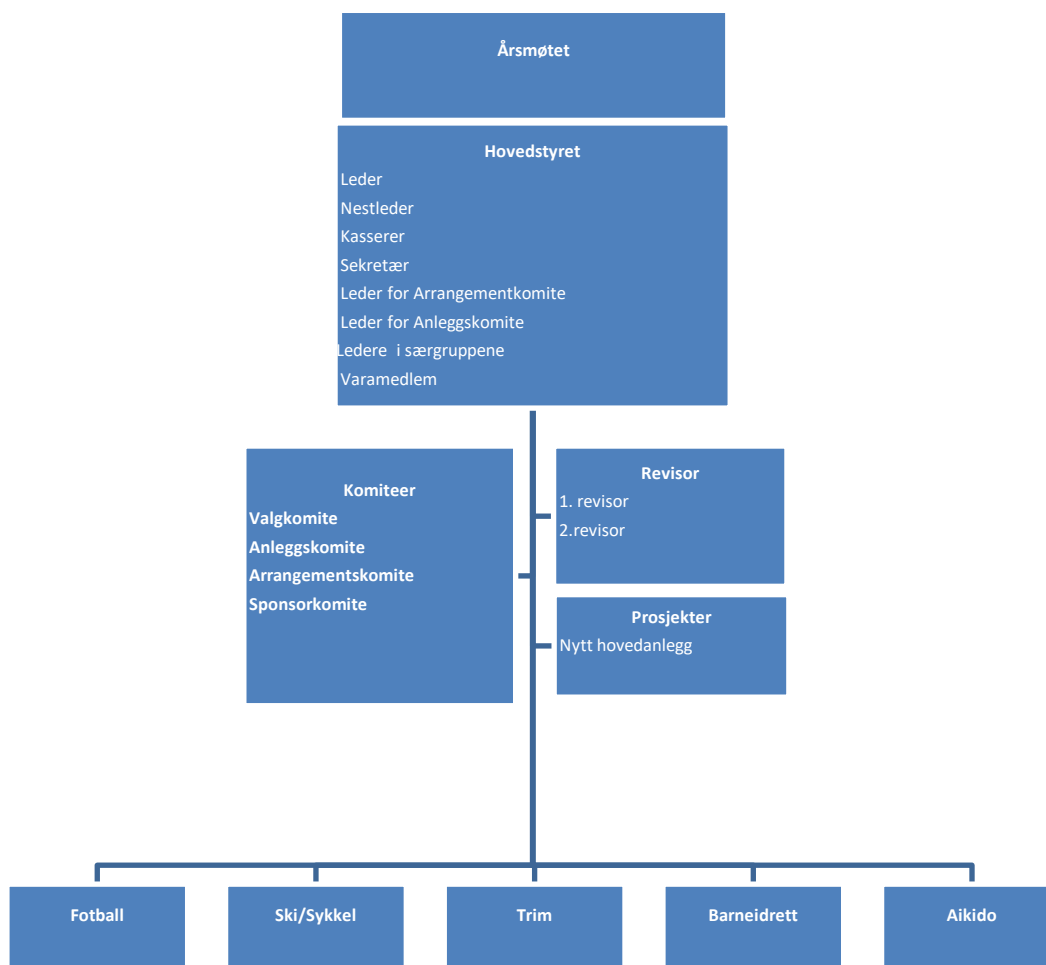 Årsmøtet
Hovedstyret
Leder
Nestleder
Kasserer
Sekretær
Leder for Arrangementkomite
Leder for Anleggskomite
Ledere i særgruppene
Varamedlem
Komiteer
Valgkomite
Anleggskomite
Arrangementskomite
Sponsorkomite
Revisor
1. revisor
2.revisor
Prosjekter
Nytt hovedanlegg
Fotball
Ski/Sykkel
Trim
Barneidrett
Aikido